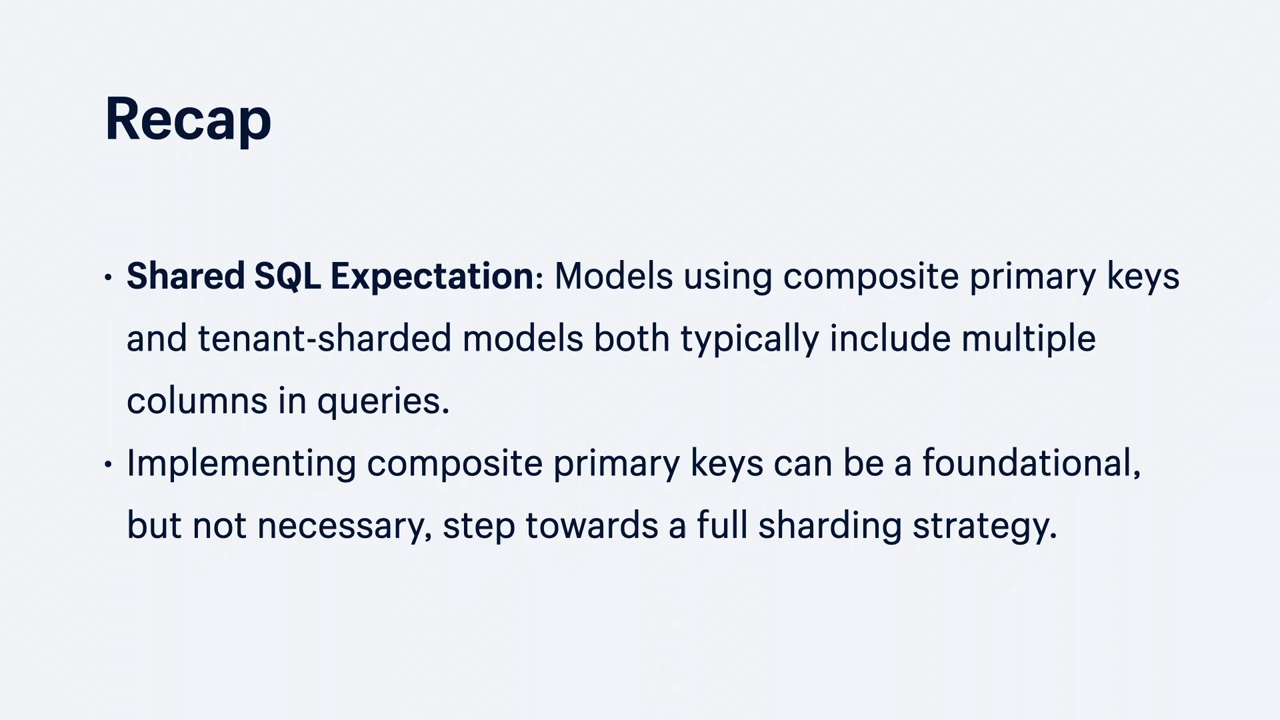 Recap
• Shared SQL Expectation: Models using composite primary keys
and tenant-sharded models both typically include multiple
columns in queries.
• Implementing composite primary keys can be a foundational,
but not necessary, step towards a full sharding strategy.